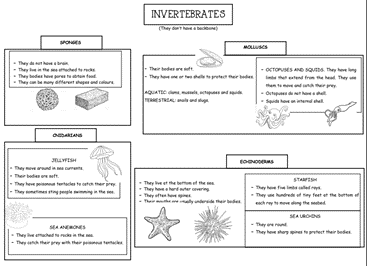 INVERTEBRATES
(They don't have a backbone)
SPONGES
- They do not have a brain.
- They live in the sea attached to rocks.
- They bodies have pores to obtain food.
- They can be many different shapes and colours.
MOLLUSCS
- Their bodies are soft.
- They have one or two shells to protect their bodies.
AQUATIC: clams, mussels, octopuses and squids.
TERRESTRIAL: snails and slugs.
- OCTOPUSES AND SQUIDS. They have long
limbs that extend from the head. They use
them to move and catch their prey.
- Octopuses do not have a shell.
- Squids have an internal shell.
CNIDARIANS
JELLYFISH
- They move around in sea currents.
- Their bodies are soft.
- They have poisonous tentacles to catch their prey.
- They sometimes sting people swimming in the sea.
SEA ANEMONES
- They live attached to rocks in the sea.
- They catch their prey with their poisonous tentacles.
ECHINODERMS
- They live at the bottom of the sea.
- They have a hard outer covering.
- They often have spines.
- Their mouths are usually underside their bodies.
STARFISH
- They have five limbs called rays.
- They use hundreds of tiny feet at the bottom of
each ray to move along the seabed.
SEA URCHINS
- They are round.
- They have sharp spines to protect their bodies.